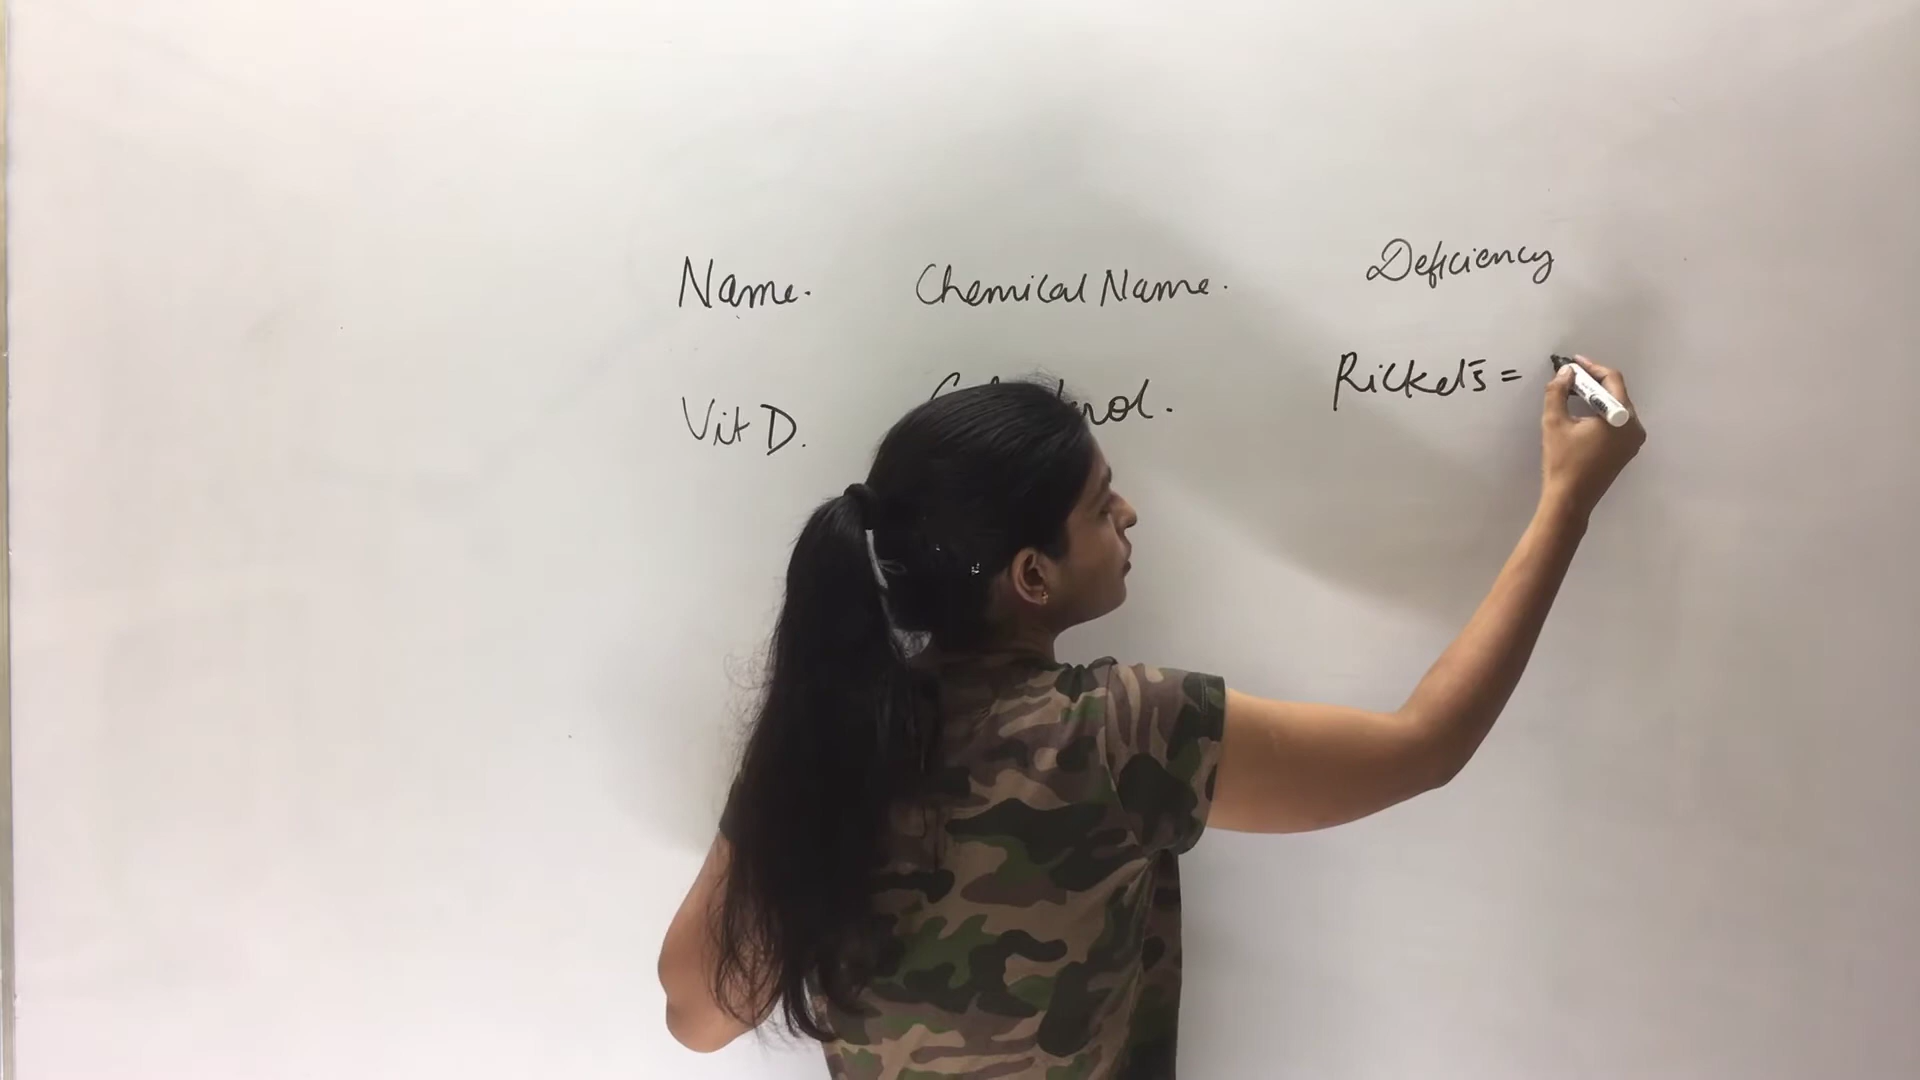 Name. Chemical Name. Deficiency
Vit D. Rickets =